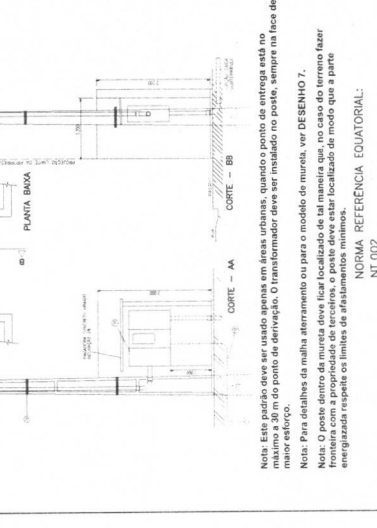 PLANTA BAIXA
B
CORTE - BB
CORTE - AA
Nota: Este padrão deve ser usado apenas em áreas urbanas, quando o ponto de entrega está no
máximo a 30 m do ponto de derivação. O transformador deve ser instalado no poste, sempre na face de
maior esforço.
Nota: Para detalhes da malha aterramento ou para o modelo de mureta, ver DESENHO 7.
Nota: O poste dentro da mureta deve ficar localizado de tal maneira que, no caso do terreno fazer
fronteira com a propriedade de terceiros, o poste deve estar localizado de modo que a parte
energiazada respeite os limites de afastamentos mínimos.
NORMA REFERÊNCIA EQUATORIAL:
NT.002